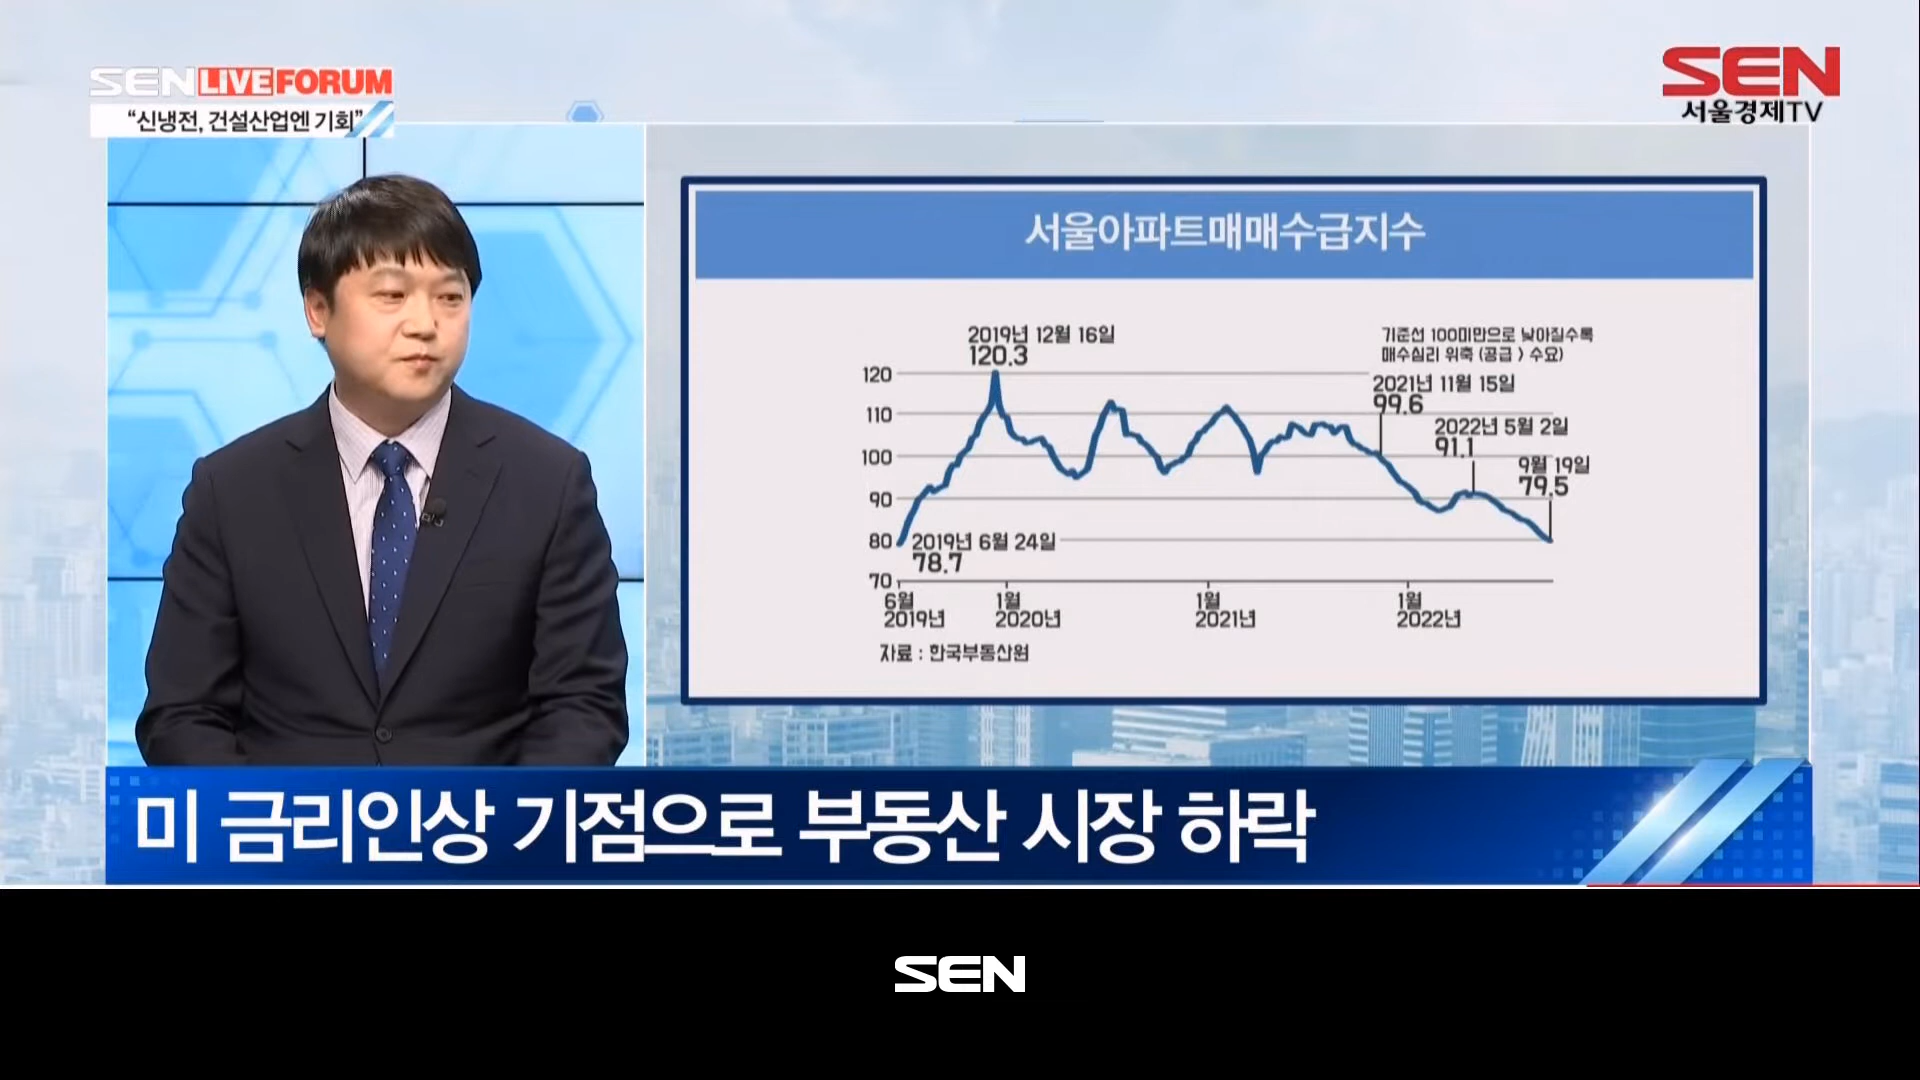 SEN LIVE FORUM
“신냉전, 건설산업엔 기회”
SEN
서울경제TV
서울아파트매매수급지수
2019년 12월 16일
120.3
기준선 100미만으로 낮아질수록
매수심리 위축 (공급 > 수요)
2021년 11월 15일
99.6
2022년 5월 2일
91.1
9월 19일
79.5
120
110
100
90
80
70
2019년 6월 24일
78.7
6월
2019년
1월
2020년
1월
2021년
1월
2022년
자료 : 한국부동산원
미 금리인상 기점으로 부동산 시장 하락
SEN